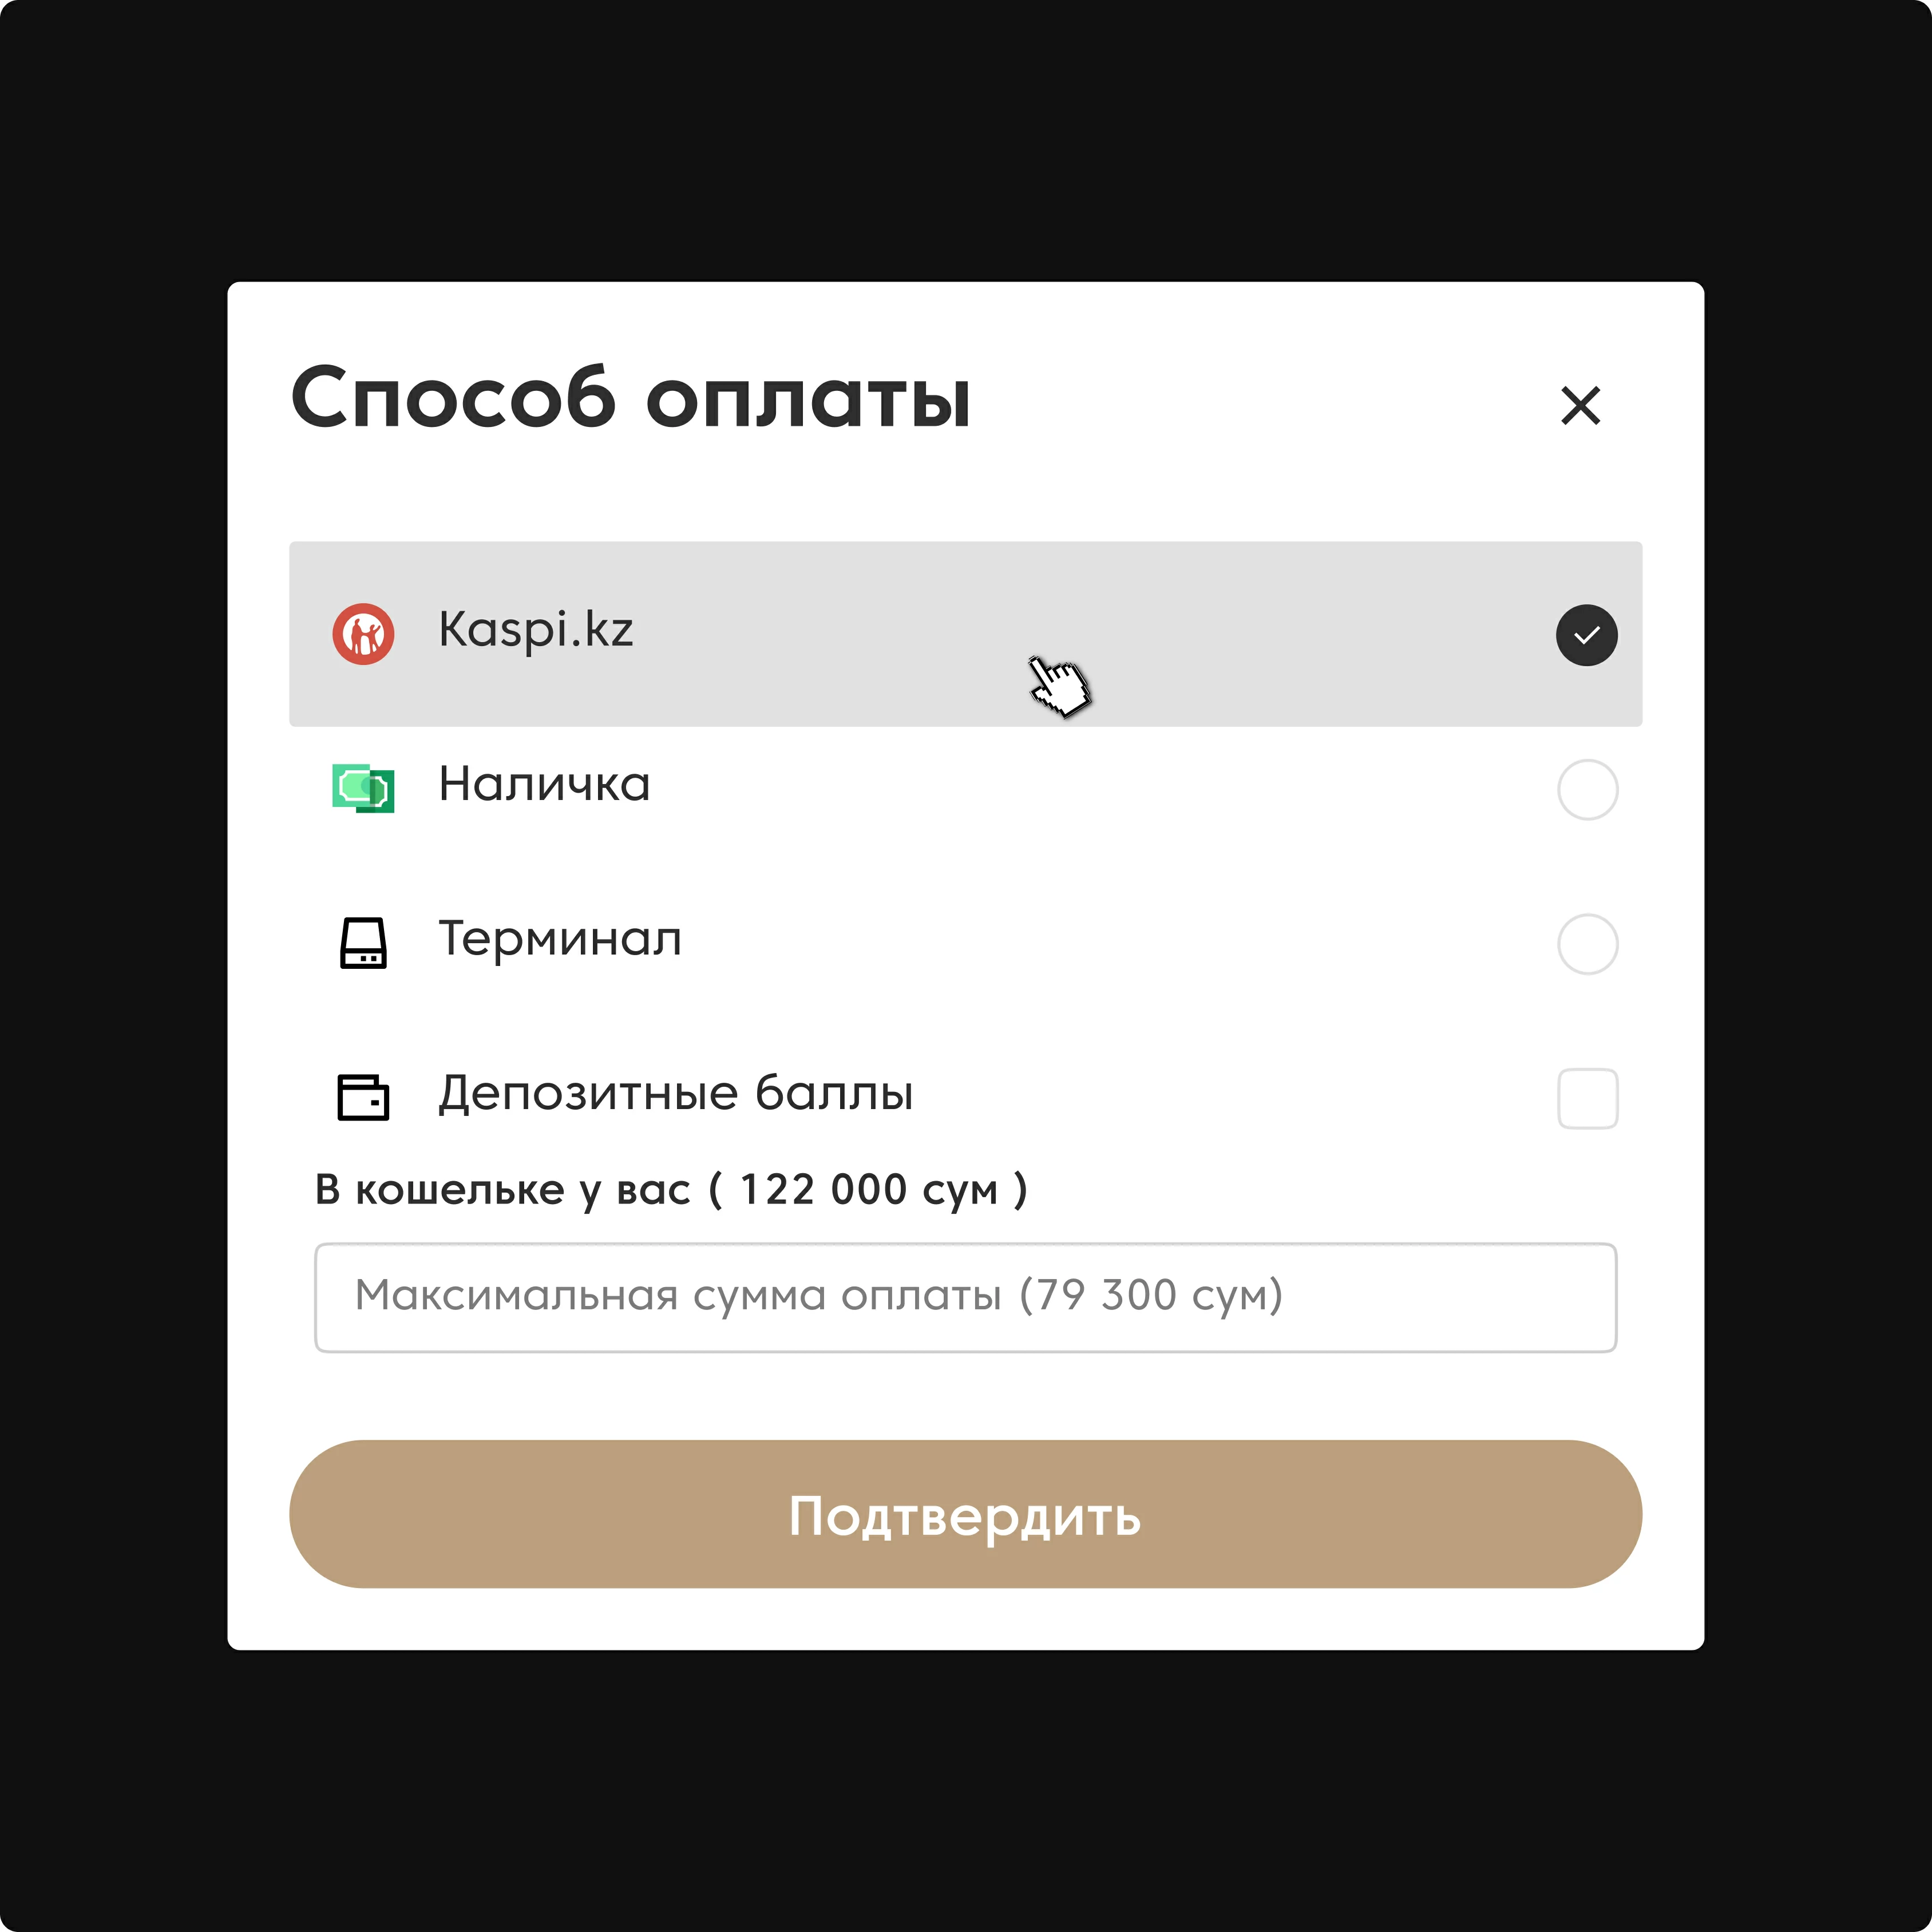 Способ оплаты
Kaspi.kz
Наличка
Терминал
Депозитные баллы
В кошельке у вас ( 122 000 сум )
Максимальная сумма оплаты (79 300 сум)
Подтвердить